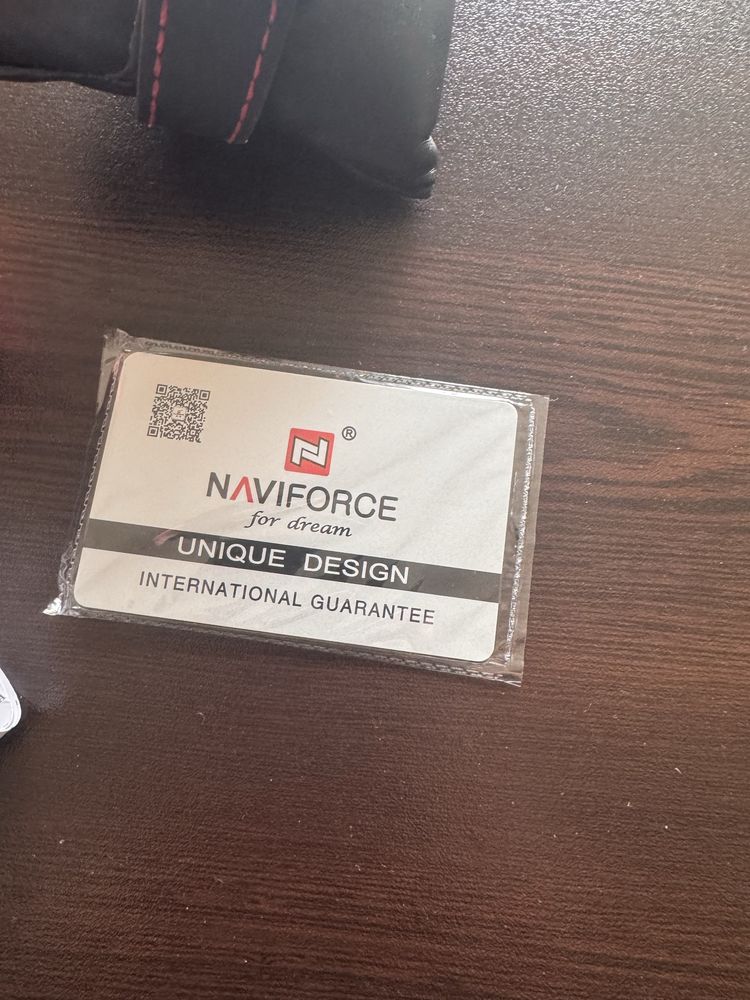 ®
NAVIFORCE
for dream
UNIQUE DESIGN
INTERNATIONAL GUARANTEE